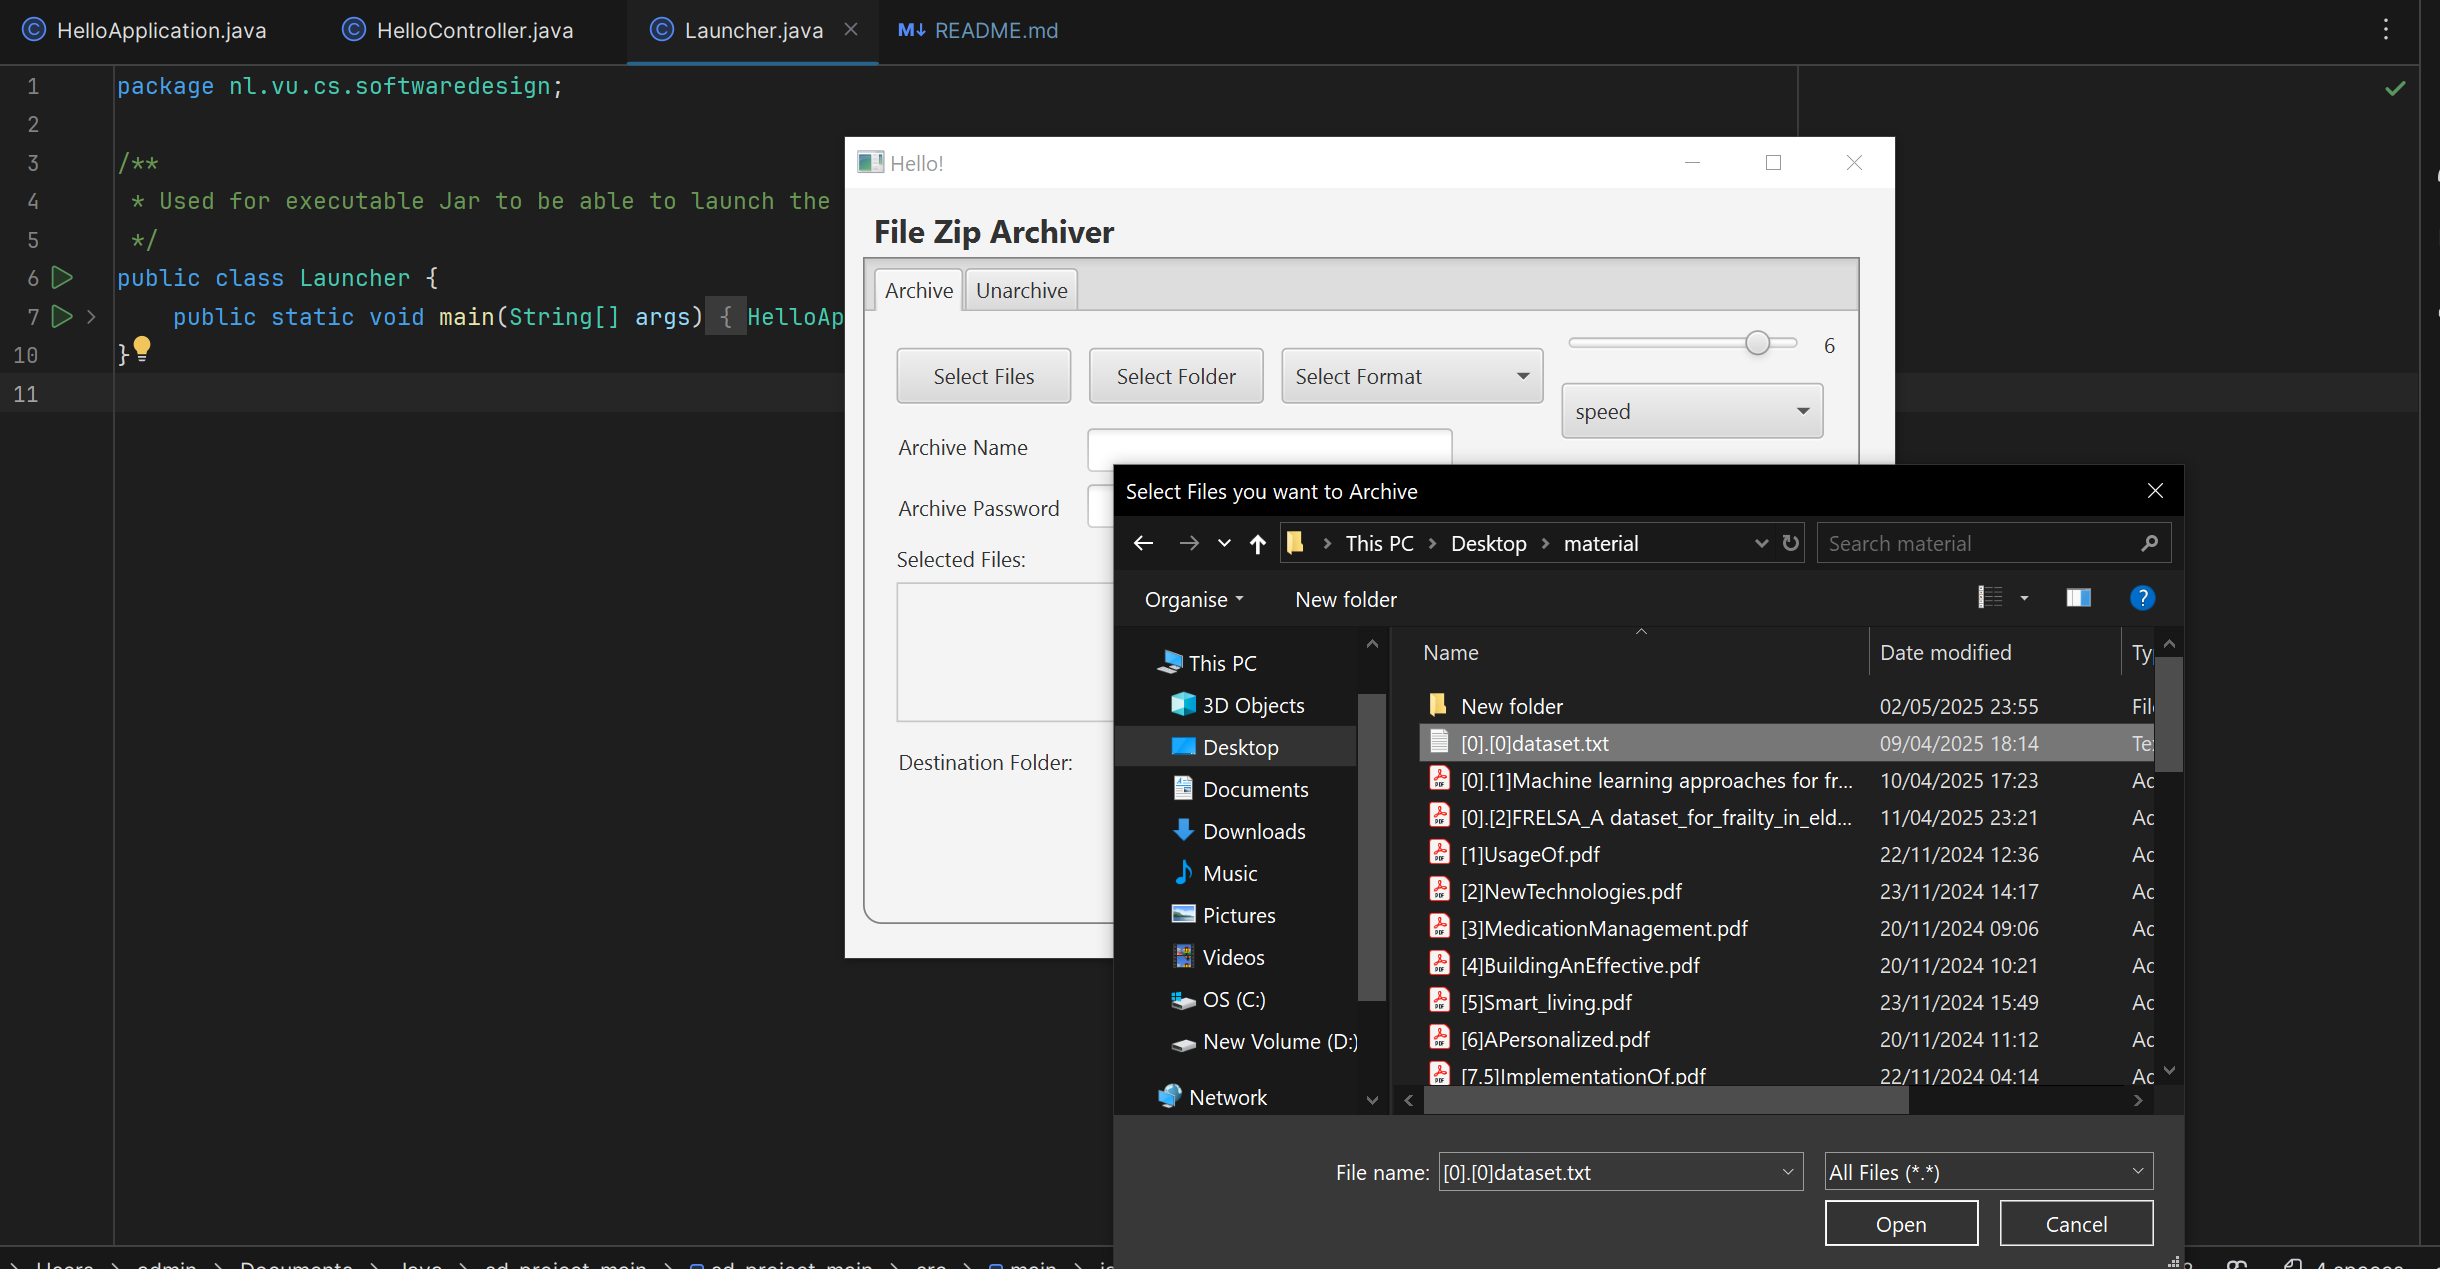 HelloApplication.java HelloController.java Launcher.java README.md
1 package nl.vu.cs.softwaredesign;
2
3 /**
4 * Used for executable Jar to be able to launch the
5 */
6 public class Launcher {
7 public static void main(String[] args) { HelloAp
10 }
11
Hello!
File Zip Archiver
Archive Unarchive
Select Files Select Folder Select Format 6
speed
Archive Name
Archive Password
Selected Files:
Destination Folder:
Select Files you want to Archive
This PC Desktop material Search material
Organise New folder
This PC
3D Objects
Desktop
Documents
Downloads
Music
Pictures
Videos
OS (C:)
New Volume (D:)
Network
Name Date modified Ty
New folder 02/05/2025 23:55 Fil
[0].[0]dataset.txt 09/04/2025 18:14 Te
[0].[1]Machine learning approaches for fr... 10/04/2025 17:23 Ac
[0].[2]FRELSA_A dataset_for_frailty_in_eld... 11/04/2025 23:21 Ac
[1]UsageOf.pdf 22/11/2024 12:36 Ac
[2]NewTechnologies.pdf 23/11/2024 14:17 Ac
[3]MedicationManagement.pdf 20/11/2024 09:06 Ac
[4]BuildingAnEffective.pdf 20/11/2024 10:21 Ac
[5]Smart_living.pdf 23/11/2024 15:49 Ac
[6]APersonalized.pdf 20/11/2024 11:12 Ac
[7.5]ImplementationOf.pdf 22/11/2024 04:14 Ac
File name: [0].[0]dataset.txt All Files (*.*)
Open Cancel
Users admin Documents Java sd_project_main sd_project_main src main 4 spaces